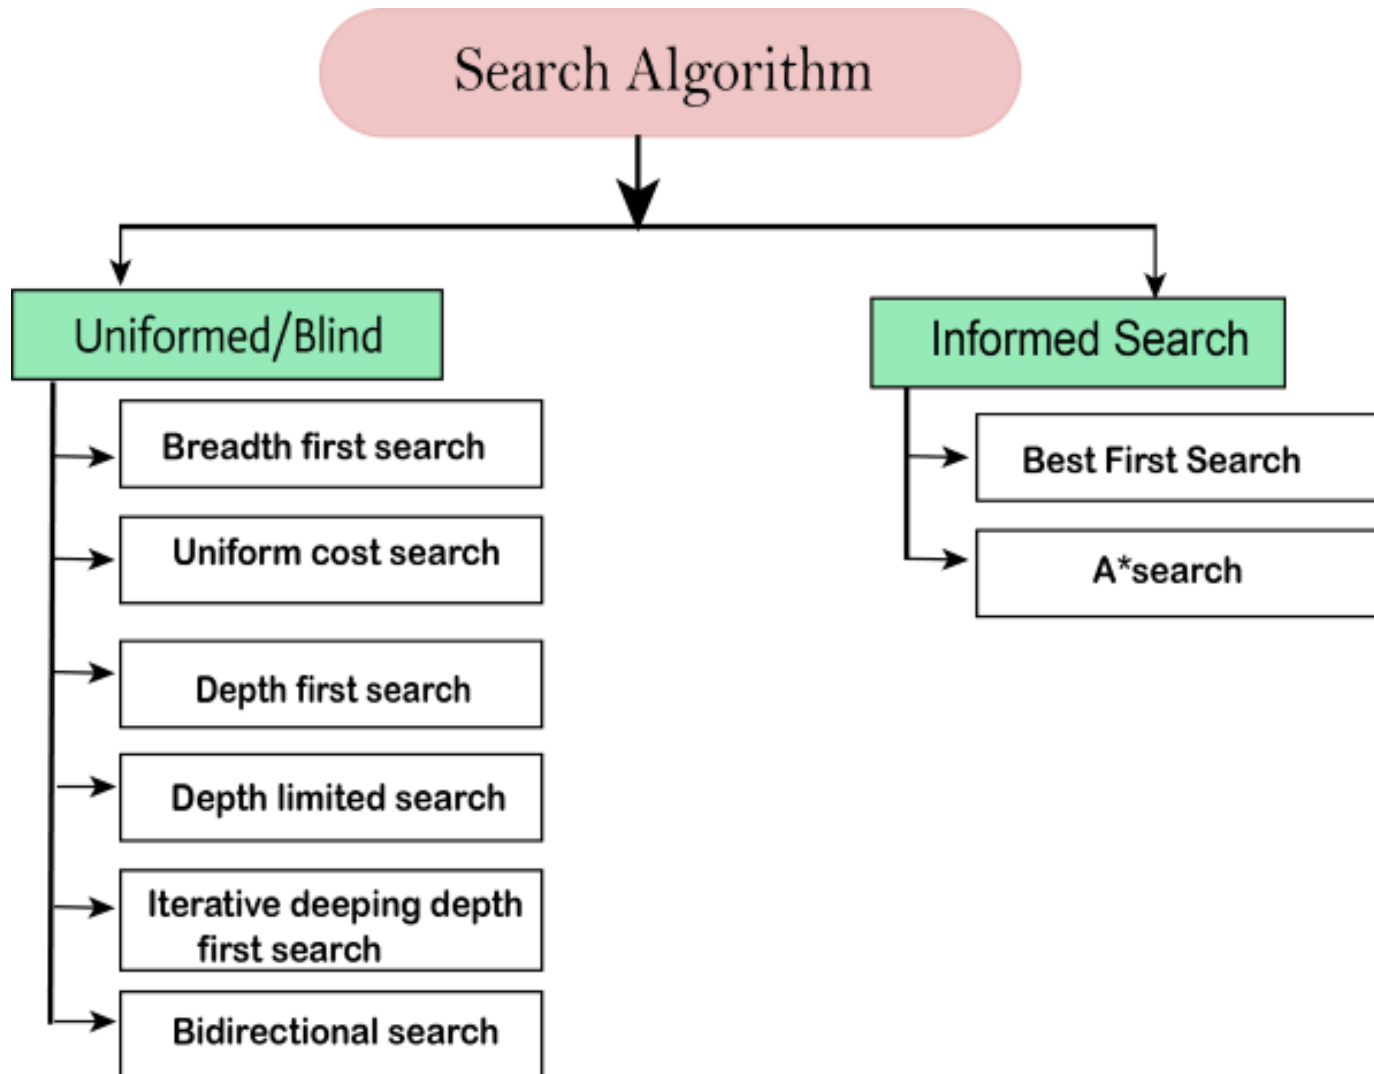 Search Algorithm
Uniformed/Blind
Breadth first search
Uniform cost search
Depth first search
Depth limited search
Iterative deeping depth
first search
Bidirectional search
Informed Search
Best First Search
A*search